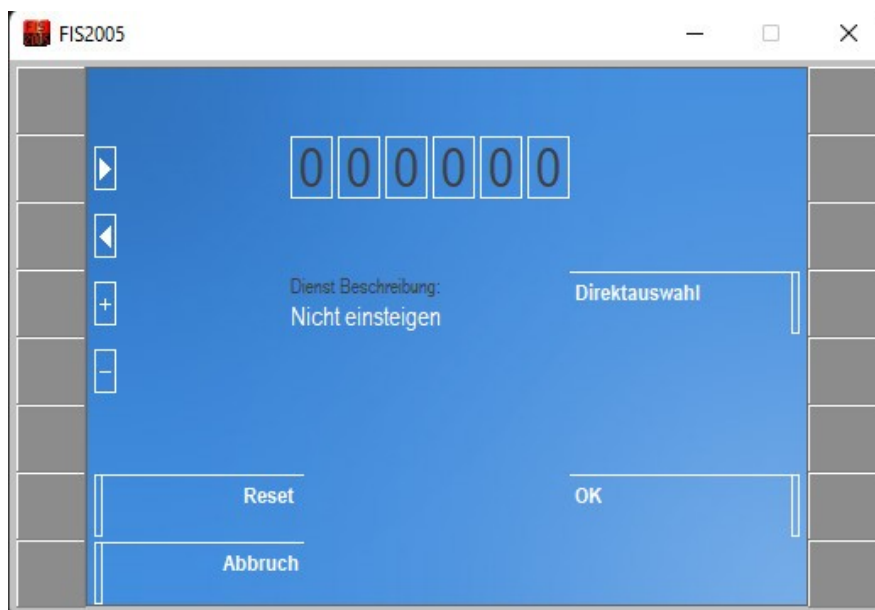 FIS2005
000000
Dienst Beschreibung:
Nicht einsteigen
Direktauswahl
+
-
Reset
OK
Abbruch